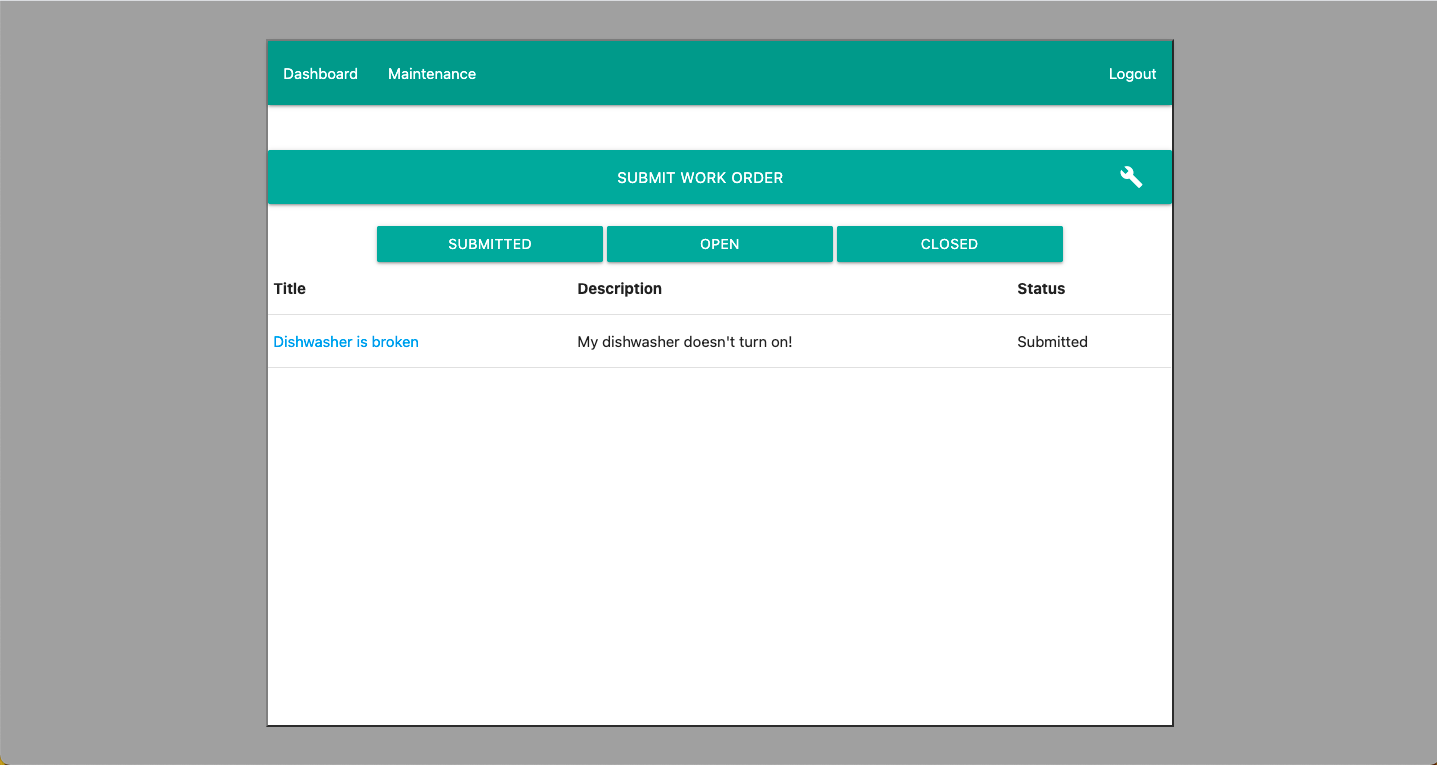 Dashboard Maintenance Logout
SUBMIT WORK ORDER
SUBMITTED OPEN CLOSED
Title Description Status
Dishwasher is broken My dishwasher doesn't turn on! Submitted